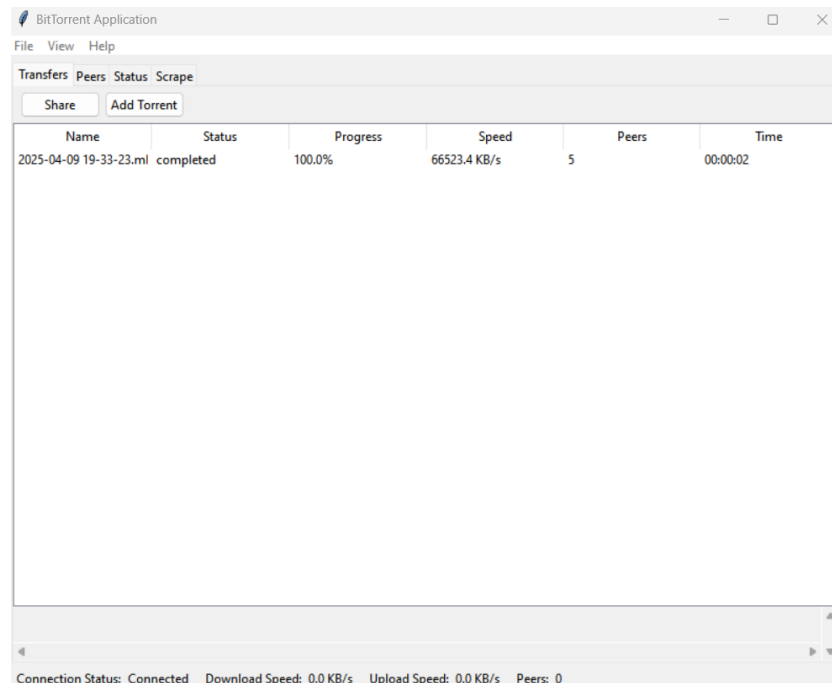 BitTorrent Application
File View Help
Transfers Peers Status Scrape
Share Add Torrent
Name Status Progress Speed Peers Time
2025-04-09 19-33-23.ml completed 100.0% 66523.4 KB/s 5 00:00:02
Connection Status: Connected Download Speed: 0.0 KB/s Upload Speed: 0.0 KB/s Peers: 0